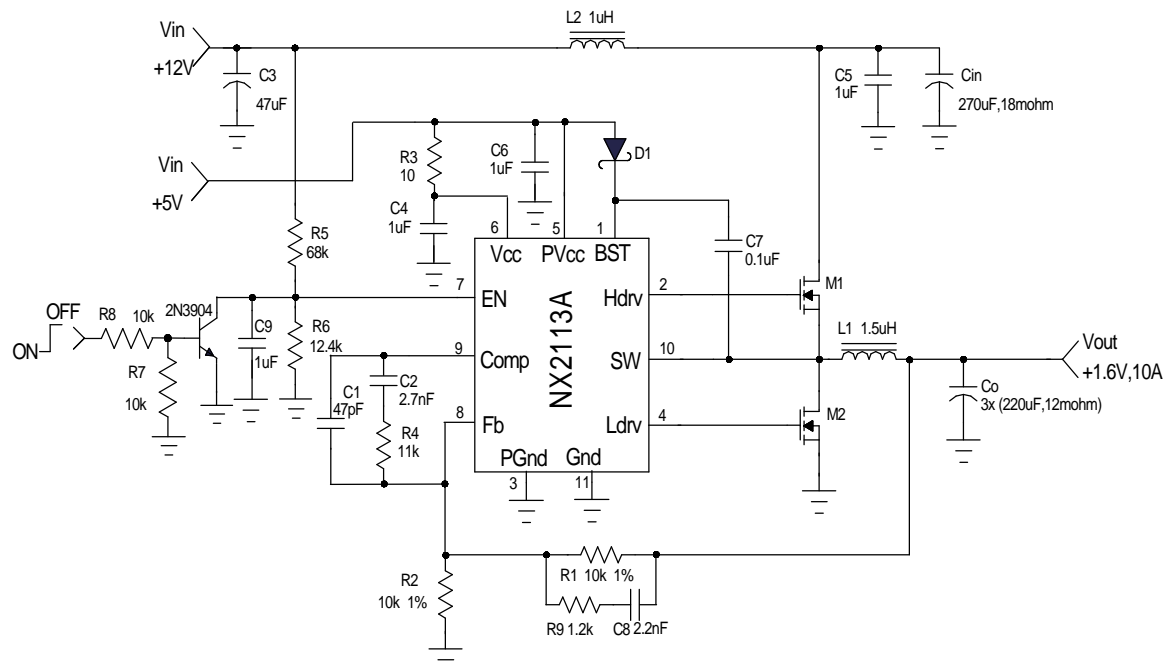 L2 1uH
Vin
+12V
C3
47uF
C5
1uF
Cin
270uF,18mohm
Vin
+5V
R3
10
C6
1uF
D1
C4
1uF
R5
68k
6
5
1
Vcc
PVcc
BST
C7
0.1uF
7
EN
Hdrv
2
M1
OFF
ON
R8
10k
2N3904
C9
1uF
R6
12.4k
R7
10k
9
Comp
NX2113A
SW
10
L1 1.5uH
Vout
+1.6V,10A
C1
47pF
C2
2.7nF
R4
11k
8
Fb
Ldrv
4
M2
Co
3x (220uF,12mohm)
PGnd
Gnd
3
11
R2
10k 1%
R1 10k 1%
R9 1.2k
C8
2.2nF